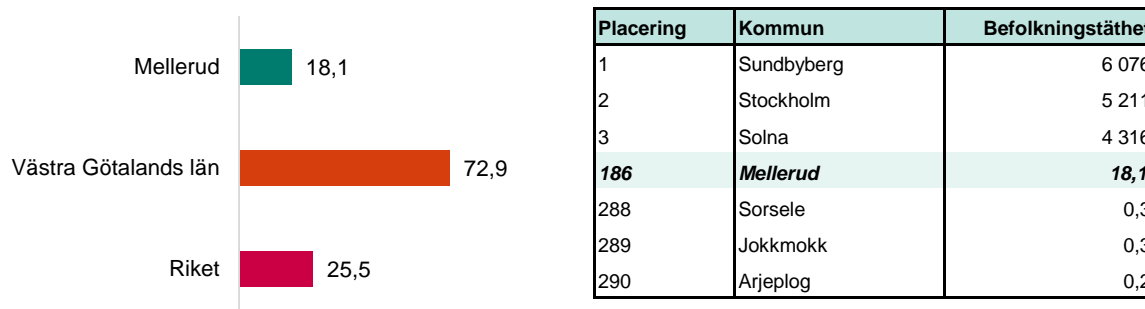 Mellerud 18,1
Västra Götalands län 72,9
Riket 25,5
Placering Kommun Befolkningstäthet
1 Sundbyberg 6 076
2 Stockholm 5 211
3 Solna 4 316
186 Mellerud 18,1
288 Sorsele 0,3
289 Jokkmokk 0,3
290 Arjeplog 0,2